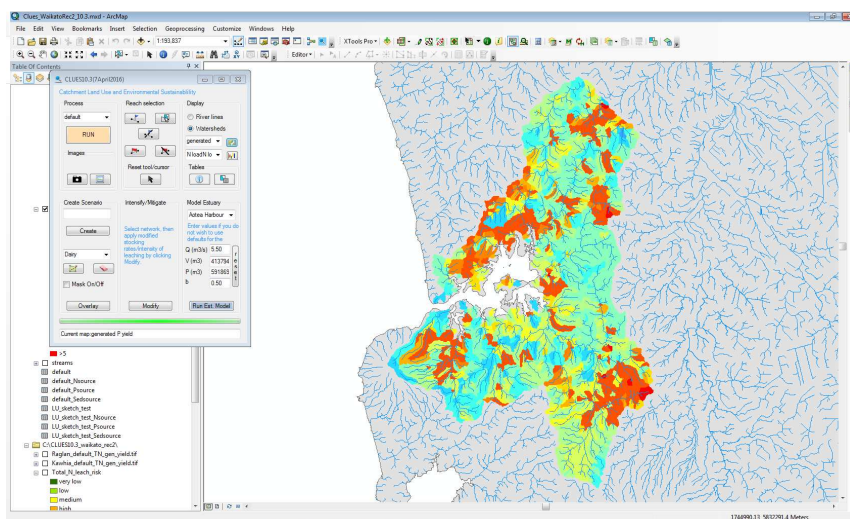 Clues_WaikatoRec2_10.3.mxd - ArcMap
File Edit View Bookmarks Insert Selection Geoprocessing Customize Windows Help
1:193,837
XTools Pro
Editor
Table Of Contents
CLUES10.3(7April2016)
Catchment Land Use and Environmental Sustainability
Process Reach selection Display
default
River lines
RUN
Watersheds
generated
Images
N loadN lo
Reset tool/cursor
Tables
Create Scenario Intensify/Mitigate Model Estuary
Aotea Harbour
Create
Select network, then
apply modified
stocking
rates/intensity of
leaching by clicking
Modify
Enter values if you do
not wish to use
defaults for the
Dairy
Q (m3/s) 5.50
V (m3) 413794
P (m3) 591869
b 0.50
reset
Mask On/Off
Overlay Modify Run Est. Model
Current map:generated P yield
>5
streams
default
default_Nsource
default_Psource
default_Sedsource
LU_sketch_test
LU_sketch_test_Nsource
LU_sketch_test_Psource
LU_sketch_test_Sedsource
C:\CLUES10.3_waikato_rec2\
Raglan_default_TN_gen_yield.tif
Kawhia_default_TN_gen_yield.tif
Total_N_leach_risk
very low
low
medium
high
1744990.13 5832291.4 Meters